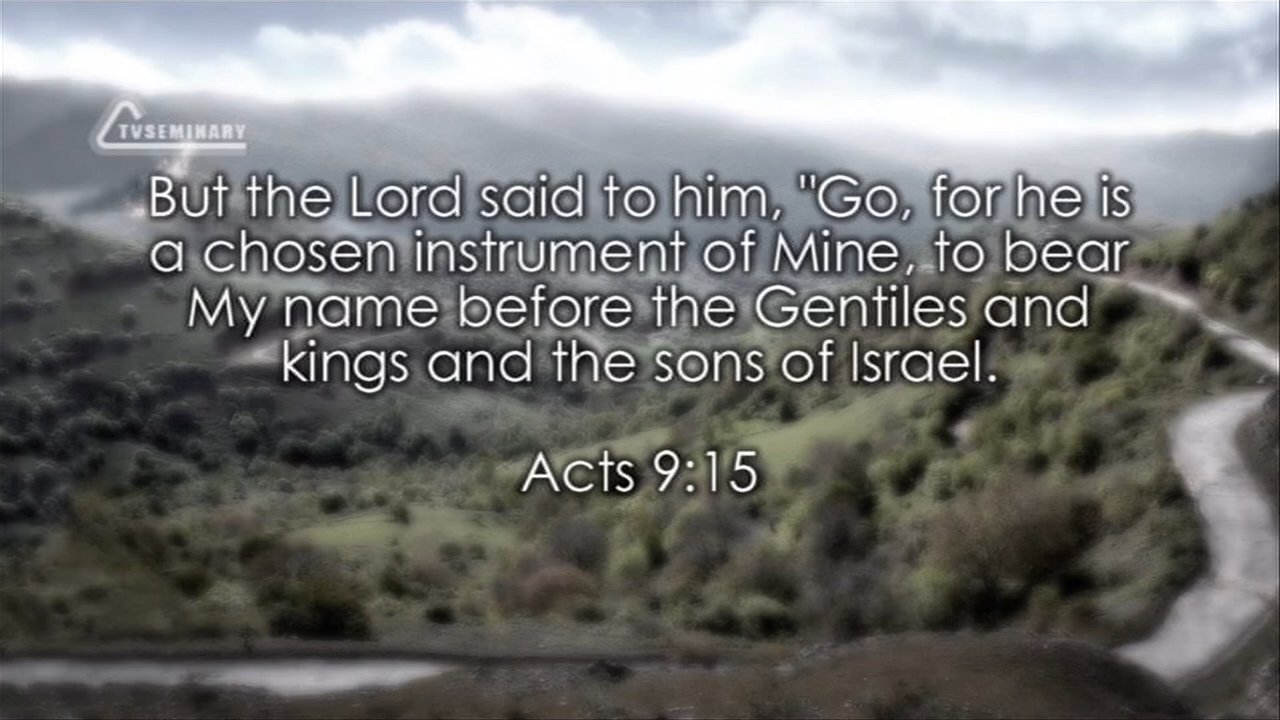 TVSEMINARY
But the Lord said to him, "Go, for he is
a chosen instrument of Mine, to bear
My name before the Gentiles and
kings and the sons of Israel.
Acts 9:15